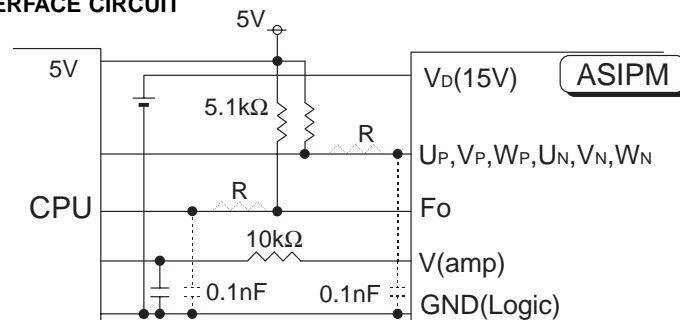 ERFACE CIRCUIT
5V
5V
VD(15V)
ASIPM
5.1kΩ
R
UP,VP,WP,UN,VN,WN
R
CPU
Fo
10kΩ
V(amp)
0.1nF
0.1nF
GND(Logic)